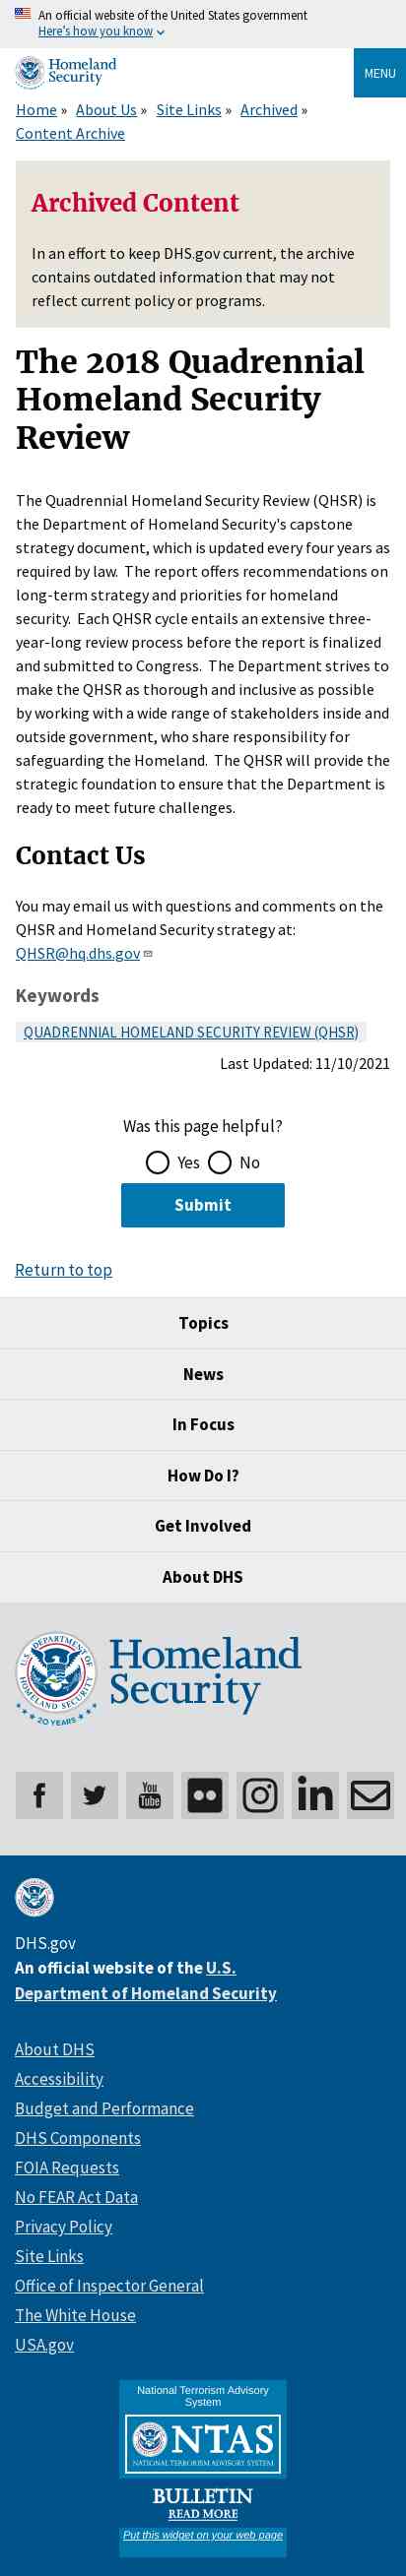 An official website of the United States government
Here's how you know
Homeland
Security
MENU
Home » About Us » Site Links » Archived »
Content Archive
Archived Content
In an effort to keep DHS.gov current, the archive
contains outdated information that may not
reflect current policy or programs.
The 2018 Quadrennial
Homeland Security
Review
The Quadrennial Homeland Security Review (QHSR) is
the Department of Homeland Security's capstone
strategy document, which is updated every four years as
required by law.  The report offers recommendations on
long-term strategy and priorities for homeland
security.  Each QHSR cycle entails an extensive three-
year-long review process before the report is finalized
and submitted to Congress.  The Department strives to
make the QHSR as thorough and inclusive as possible
by working with a wide range of stakeholders inside and
outside government, who share responsibility for
safeguarding the Homeland.  The QHSR will provide the
strategic foundation to ensure that the Department is
ready to meet future challenges.
Contact Us
You may email us with questions and comments on the
QHSR and Homeland Security strategy at:
QHSR@hq.dhs.gov
Keywords
QUADRENNIAL HOMELAND SECURITY REVIEW (QHSR)
Last Updated: 11/10/2021
Was this page helpful?
Yes No
Submit
Return to top
Topics
News
In Focus
How Do I?
Get Involved
About DHS
U.S. DEPARTMENT OF
HOMELAND SECURITY
20 YEARS
Homeland
Security
You
Tube
DHS.gov
An official website of the U.S.
Department of Homeland Security
About DHS
Accessibility
Budget and Performance
DHS Components
FOIA Requests
No FEAR Act Data
Privacy Policy
Site Links
Office of Inspector General
The White House
USA.gov
National Terrorism Advisory
System
NTAS
NATIONAL TERRORISM ADVISORY SYSTEM
BULLETIN
READ MORE
Put this widget on your web page